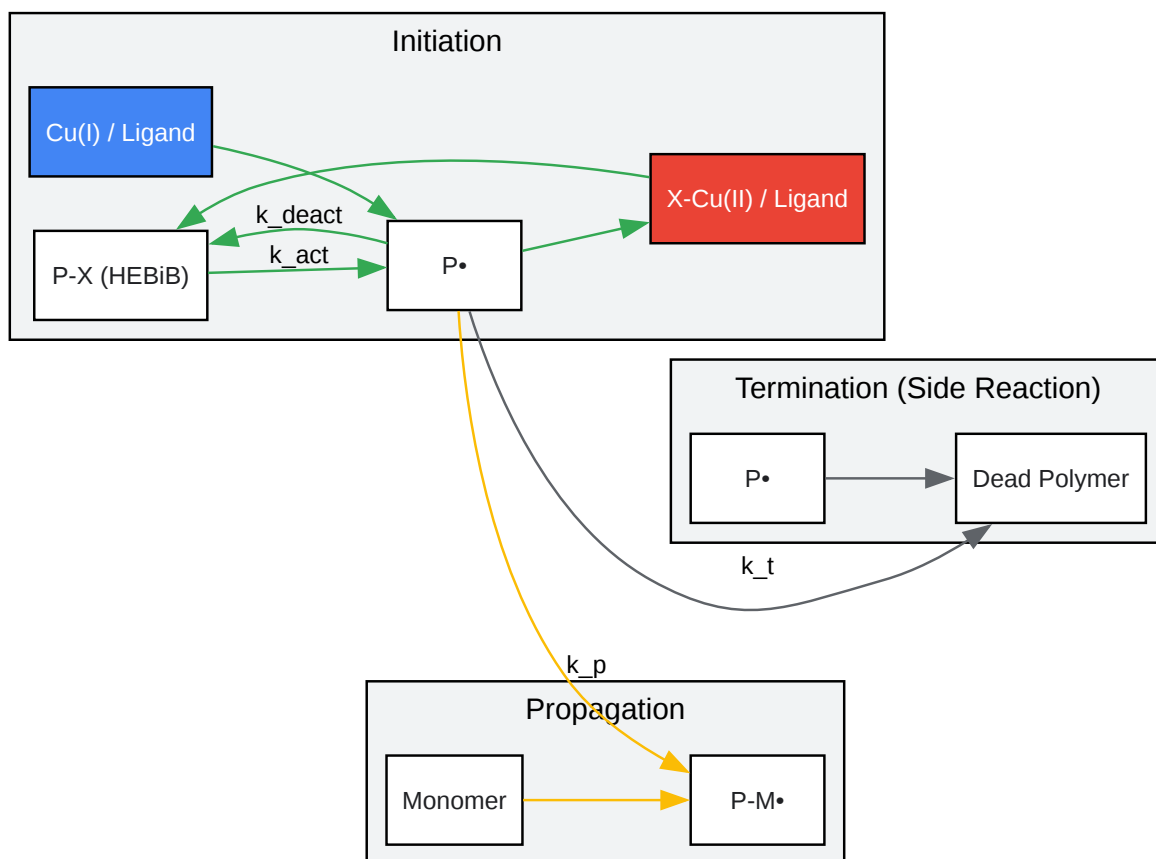 Initiation
Cu(I) / Ligand
X-Cu(II) / Ligand
k_deact
P-X (HEBiB)
k_act
P•
Termination (Side Reaction)
P•
Dead Polymer
k_t
k_p
Propagation
Monomer
P-M•